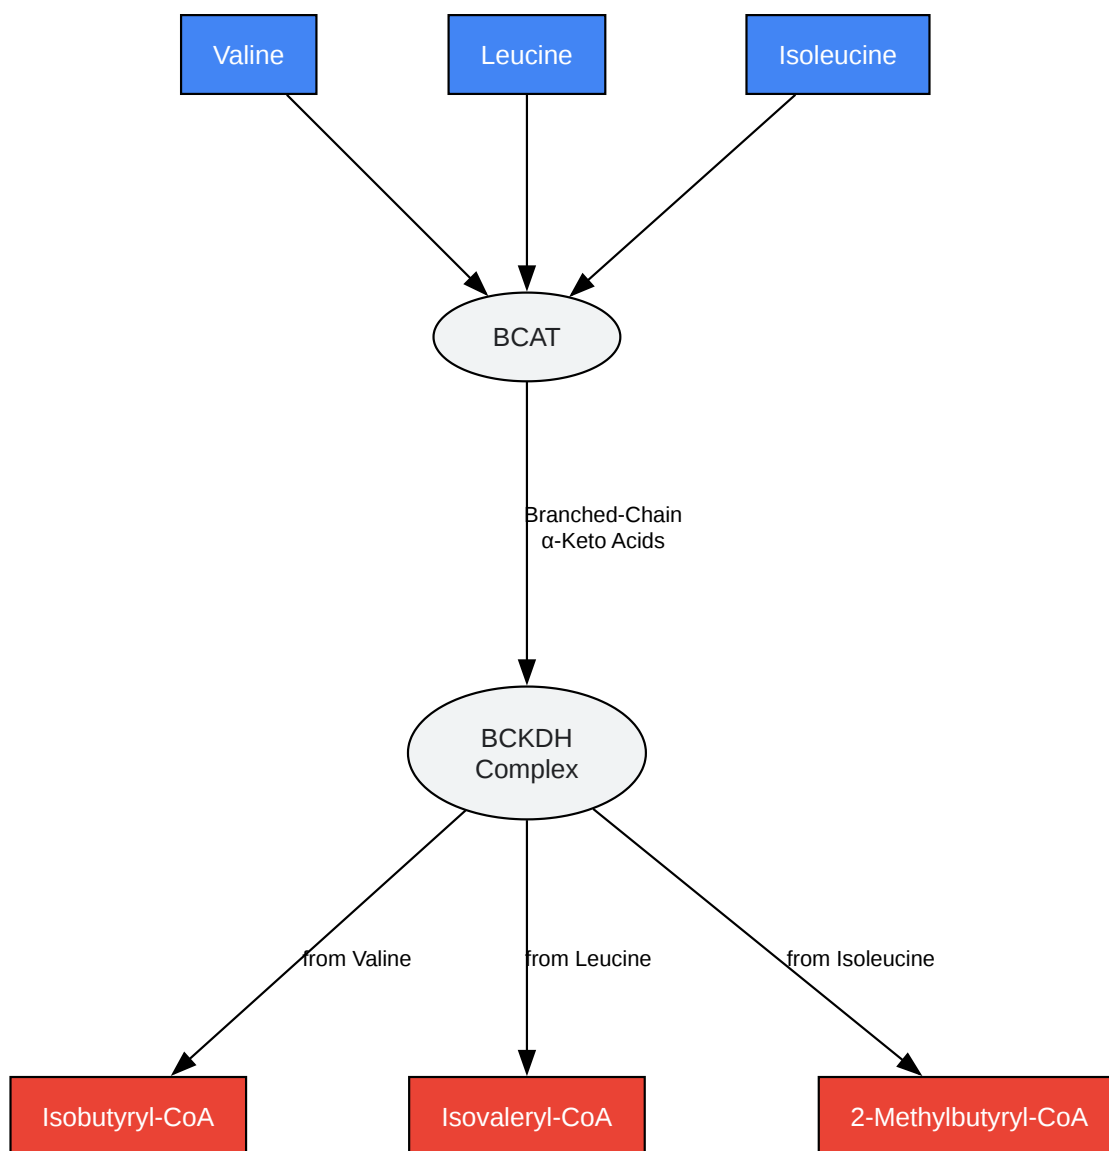 Valine
Leucine
Isoleucine
BCAT
Branched-Chain
α-Keto Acids
BCKDH
Complex
from Valine
from Leucine
from Isoleucine
Isobutyryl-CoA
Isovaleryl-CoA
2-Methylbutyryl-CoA